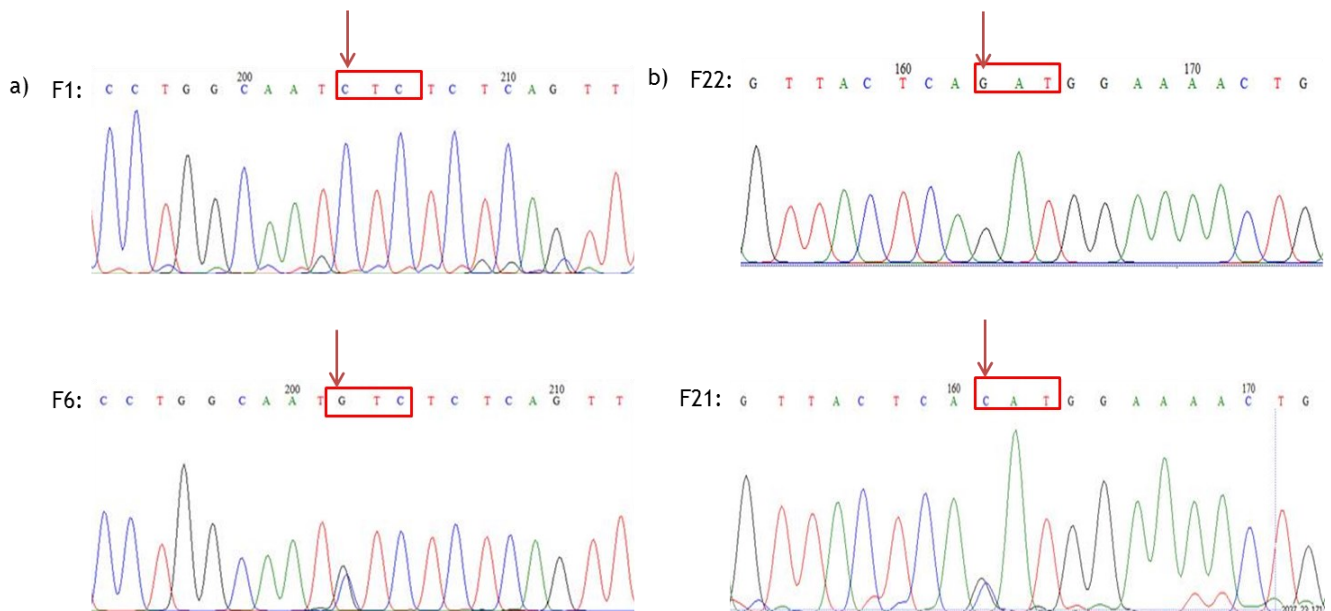 a) F1:
200 210
C C T G G C A A T C T C T C T C A G T T
b) F22:
160 170
G T T A C T C A G A T G G A A A A C T G
F6:
200 210
C C T G G C A A T G T C T C T C A G T T
F21:
160 170
G T T A C T C A C A T G G A A A A C T G